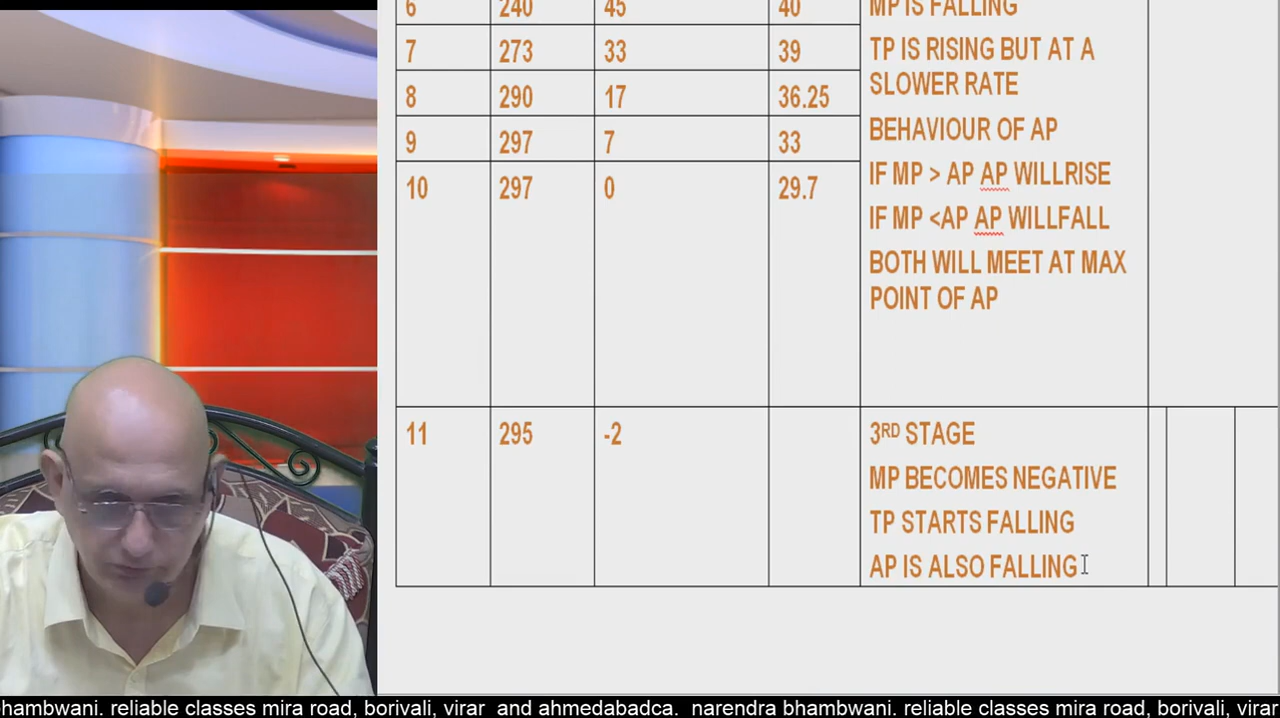 6 240 45 40 MP IS FALLING
7 273 33 39 TP IS RISING BUT AT A
SLOWER RATE
8 290 17 36.25
9 297 7 33 BEHAVIOUR OF AP
10 297 0 29.7 IF MP > AP AP WILLRISE
IF MP <AP AP WILLFALL
BOTH WILL MEET AT MAX
POINT OF AP
11 295 -2 3RD STAGE
MP BECOMES NEGATIVE
TP STARTS FALLING
AP IS ALSO FALLING
hambwani. reliable classes mira road, borivali, virar and ahmedabadca. narendra bhambwani. reliable classes mira road, borivali, virar